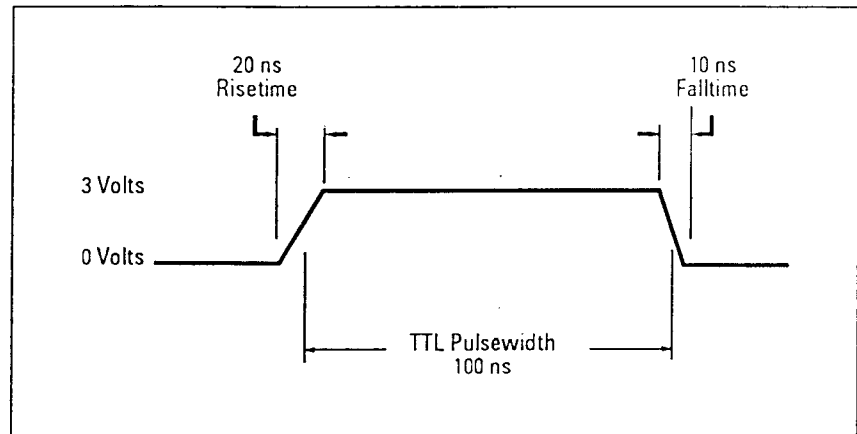 20 ns
Risetime
10 ns
Falltime
3 Volts
0 Volts
TTL Pulsewidth
100 ns